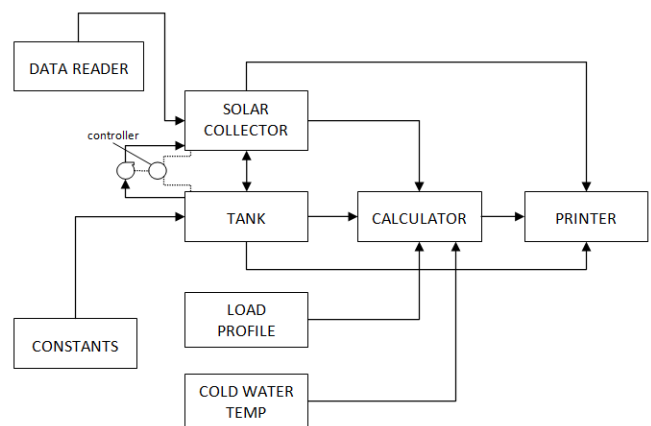 DATA READER
SOLAR
COLLECTOR
controller
TANK
CALCULATOR
PRINTER
LOAD
PROFILE
CONSTANTS
COLD WATER
TEMP